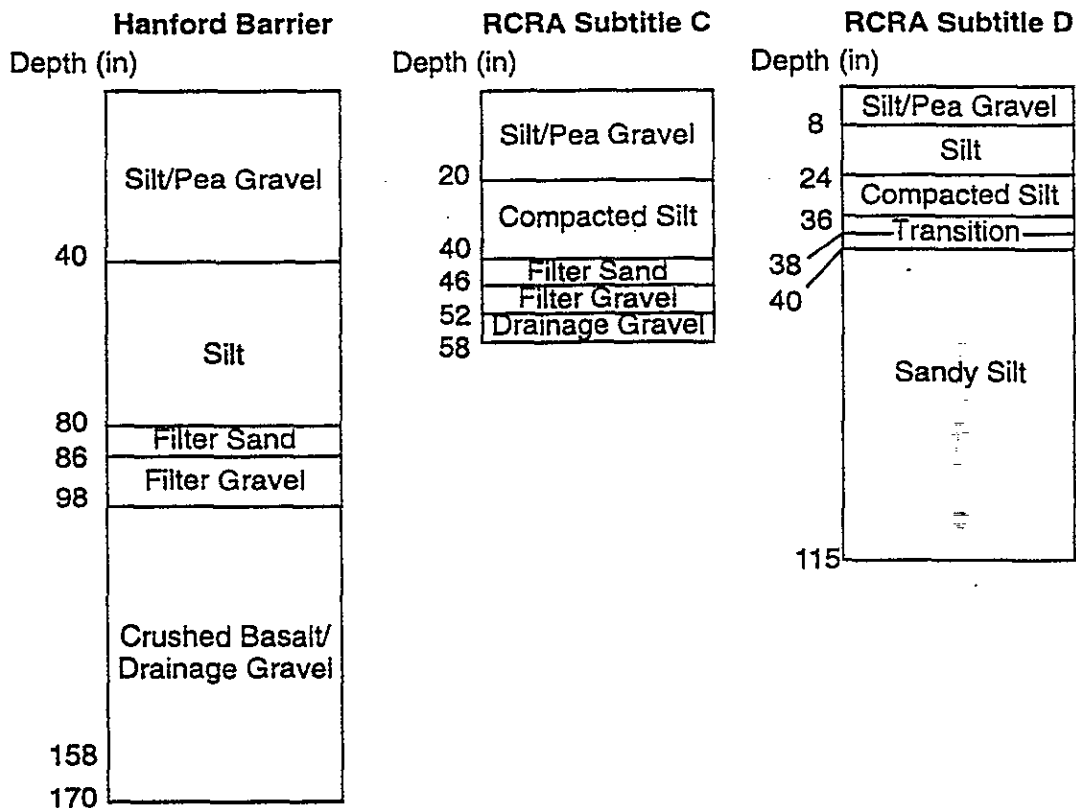 Hanford Barrier
Depth (in)
Silt/Pea Gravel
40
Silt
80
Filter Sand
86
Filter Gravel
98
Crushed Basalt/
Drainage Gravel
158
170
RCRA Subtitle C
Depth (in)
Silt/Pea Gravel
20
Compacted Silt
40
Filter Sand
46
Filter Gravel
52
Drainage Gravel
58
RCRA Subtitle D
Depth (in)
Silt/Pea Gravel
8
Silt
24
Compacted Silt
36
Transition
38
40
Sandy Silt
115